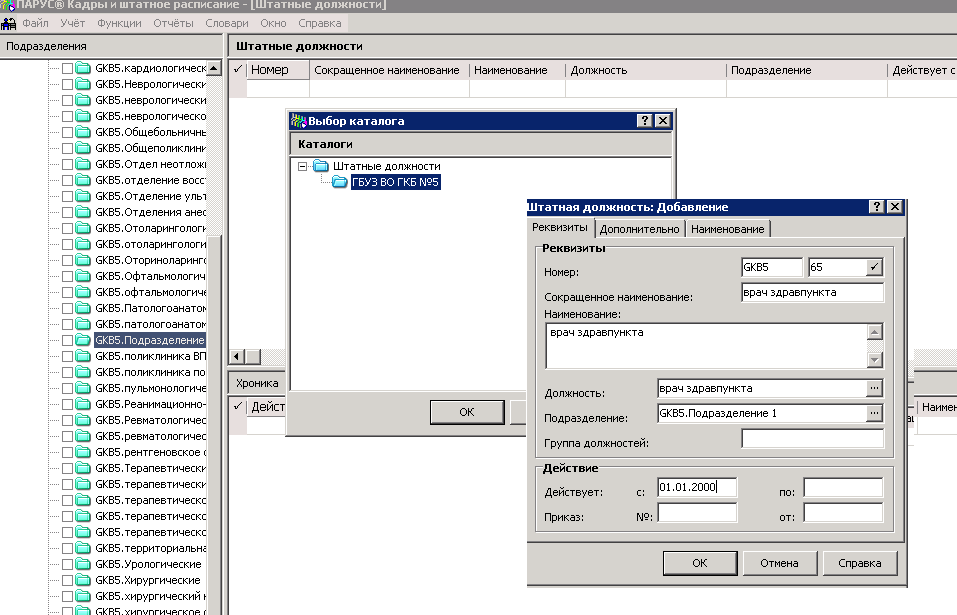 ПАРУС® Кадры и штатное расписание - [Штатные должности]
Файл Учёт Функции Отчёты Словари Окно Справка
Подразделения
GKB5.кардиологическ
GKB5.Неврологически
GKB5.неврологически
GKB5.неврологическо
GKB5.Общебольничны
GKB5.Общеполиклини
GKB5.Отдел неотлож
GKB5.отделение восс
GKB5.Отделение ульт
GKB5.Отделения анес
GKB5.Отоларингологи
GKB5.отоларингологи
GKB5.Оториноларинго
GKB5.Офтальмологич
GKB5.офтальмологиче
GKB5.Патологоанатом
GKB5.патологоанатом
GKB5.Подразделение
GKB5.поликлиника ВП
GKB5.поликлиника по
GKB5.пульмонологиче
GKB5.Реанимационно-
GKB5.Ревматологичес
GKB5.ревматологичес
GKB5.рентгеновское о
GKB5.Терапевтически
GKB5.терапевтически
GKB5.терапевтически
GKB5.терапевтическо
GKB5.терапевтическо
GKB5.территориальна
GKB5.Урологические
GKB5.Хирургические
GKB5.хирургический к
GKB5.хирургическое о
Штатные должности
Номер Сокращенное наименование Наименование Должность Подразделение Действует с
Хроника
Дейст
Наимен
Выбор каталога
Каталоги
Штатные должности
ГБУЗ ВО ГКБ №5
OK
Штатная должность: Добавление
Реквизиты Дополнительно Наименование
Реквизиты
Номер: GKB5 65
Сокращенное наименование: врач здравпункта
Наименование:
врач здравпункта
Должность: врач здравпункта
Подразделение: GKB5.Подразделение 1
Группа должностей:
Действие
Действует: с: 01.01.2000 по:
Приказ: №: от:
OK Отмена Справка